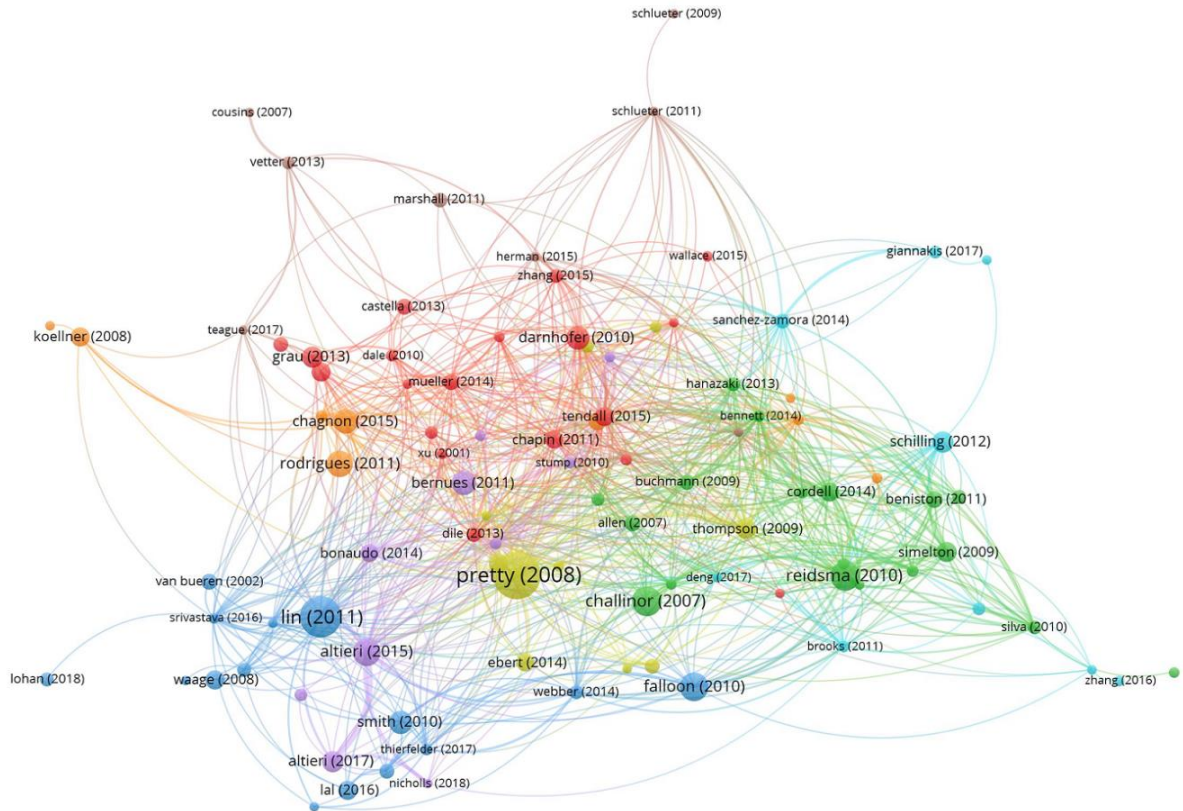 schlueter (2009)
cousins (2007)
schlueter (2011)
vetter (2013)
marshall (2011)
giannakis (2017)
herman (2015)
wallace (2015)
zhang (2015)
castella (2013)
sanchez-zamora (2014)
teague (2017)
koellner (2008)
darnhofer (2010)
grau (2013)
dale (2010)
mueller (2014)
hanazaki (2013)
tendall (2015)
bennett (2014)
chagnon (2015)
chapin (2011)
schilling (2012)
xu (2001)
rodrigues (2011)
stump (2010)
bernues (2011)
buchmann (2009)
cordell (2014)
beniston (2011)
allen (2007)
thompson (2009)
dile (2013)
bonaudo (2014)
simelton (2009)
pretty (2008)
deng (2017)
reidsma (2010)
van bueren (2002)
challinor (2007)
srivastava (2016)
lin (2011)
silva (2010)
brooks (2011)
altieri (2015)
ebert (2014)
lohan (2018)
waage (2008)
zhang (2016)
falloon (2010)
webber (2014)
smith (2010)
thierfelder (2017)
altieri (2017)
nicholls (2018)
lal (2016)